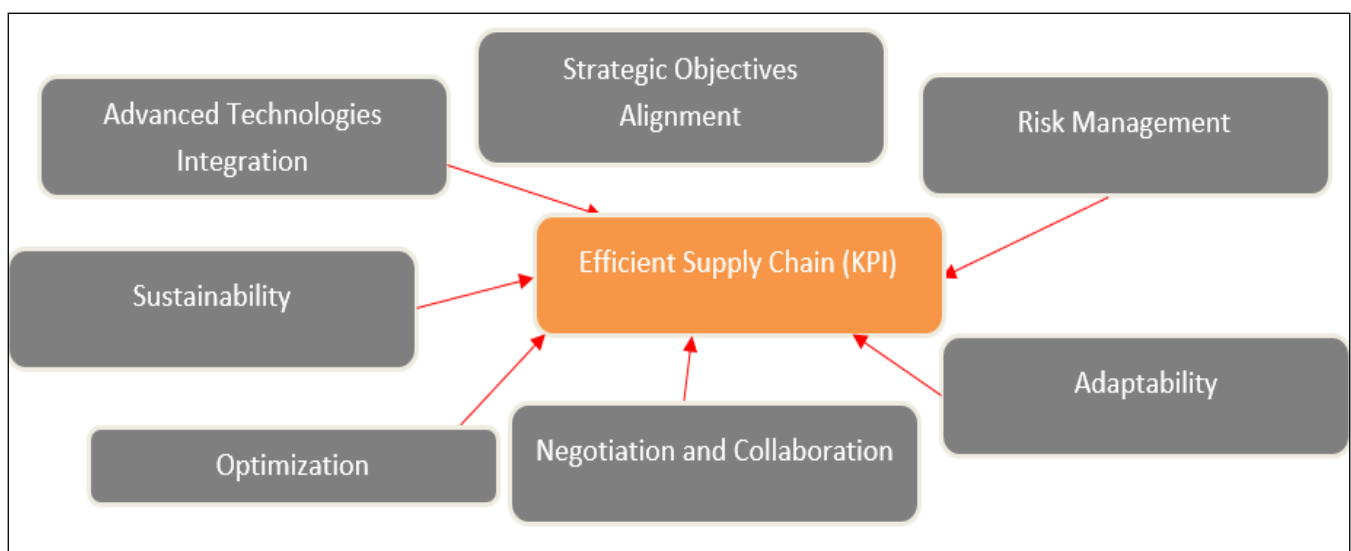 Strategic Objectives
Alignment
Advanced Technologies
Integration
Risk Management
Efficient Supply Chain (KPI)
Sustainability
Adaptability
Negotiation and Collaboration
Optimization